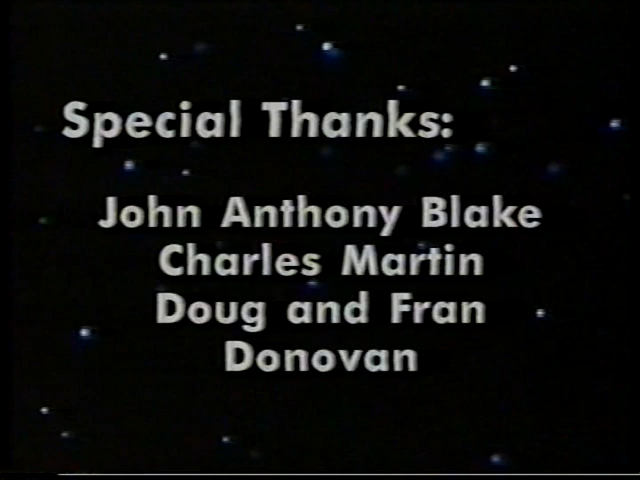 Special Thanks:
John Anthony Blake
Charles Martin
Doug and Fran
Donovan